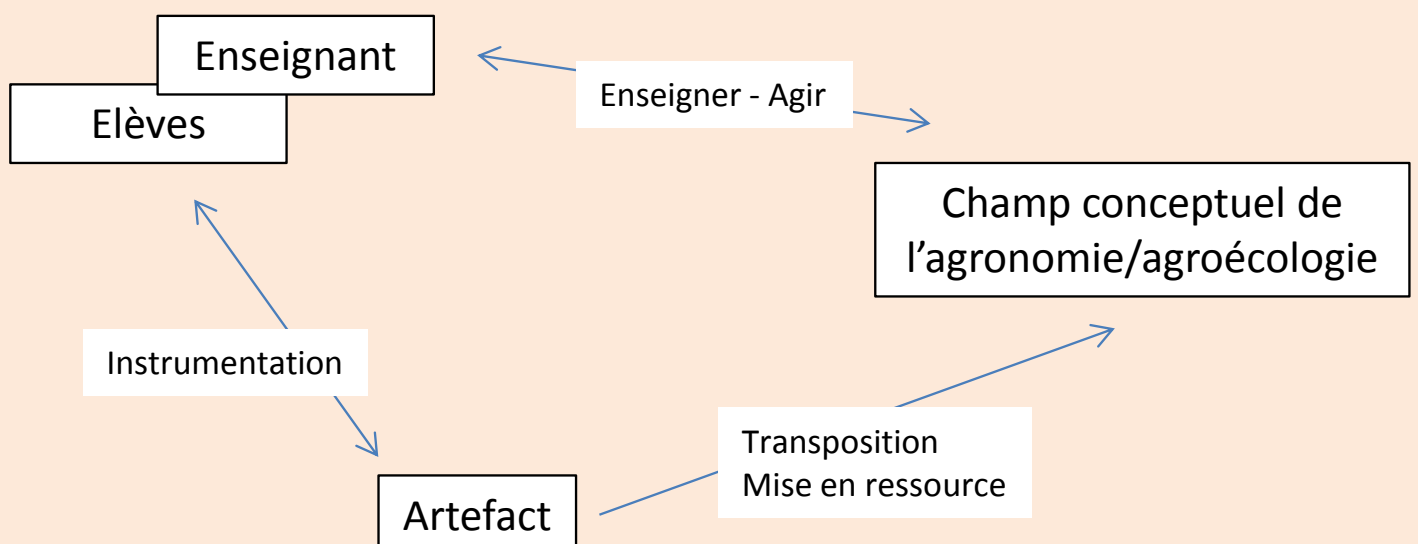 Enseignant
Elèves
Enseigner - Agir
Champ conceptuel de
l’agronomie/agroécologie
Instrumentation
Transposition
Mise en ressource
Artefact